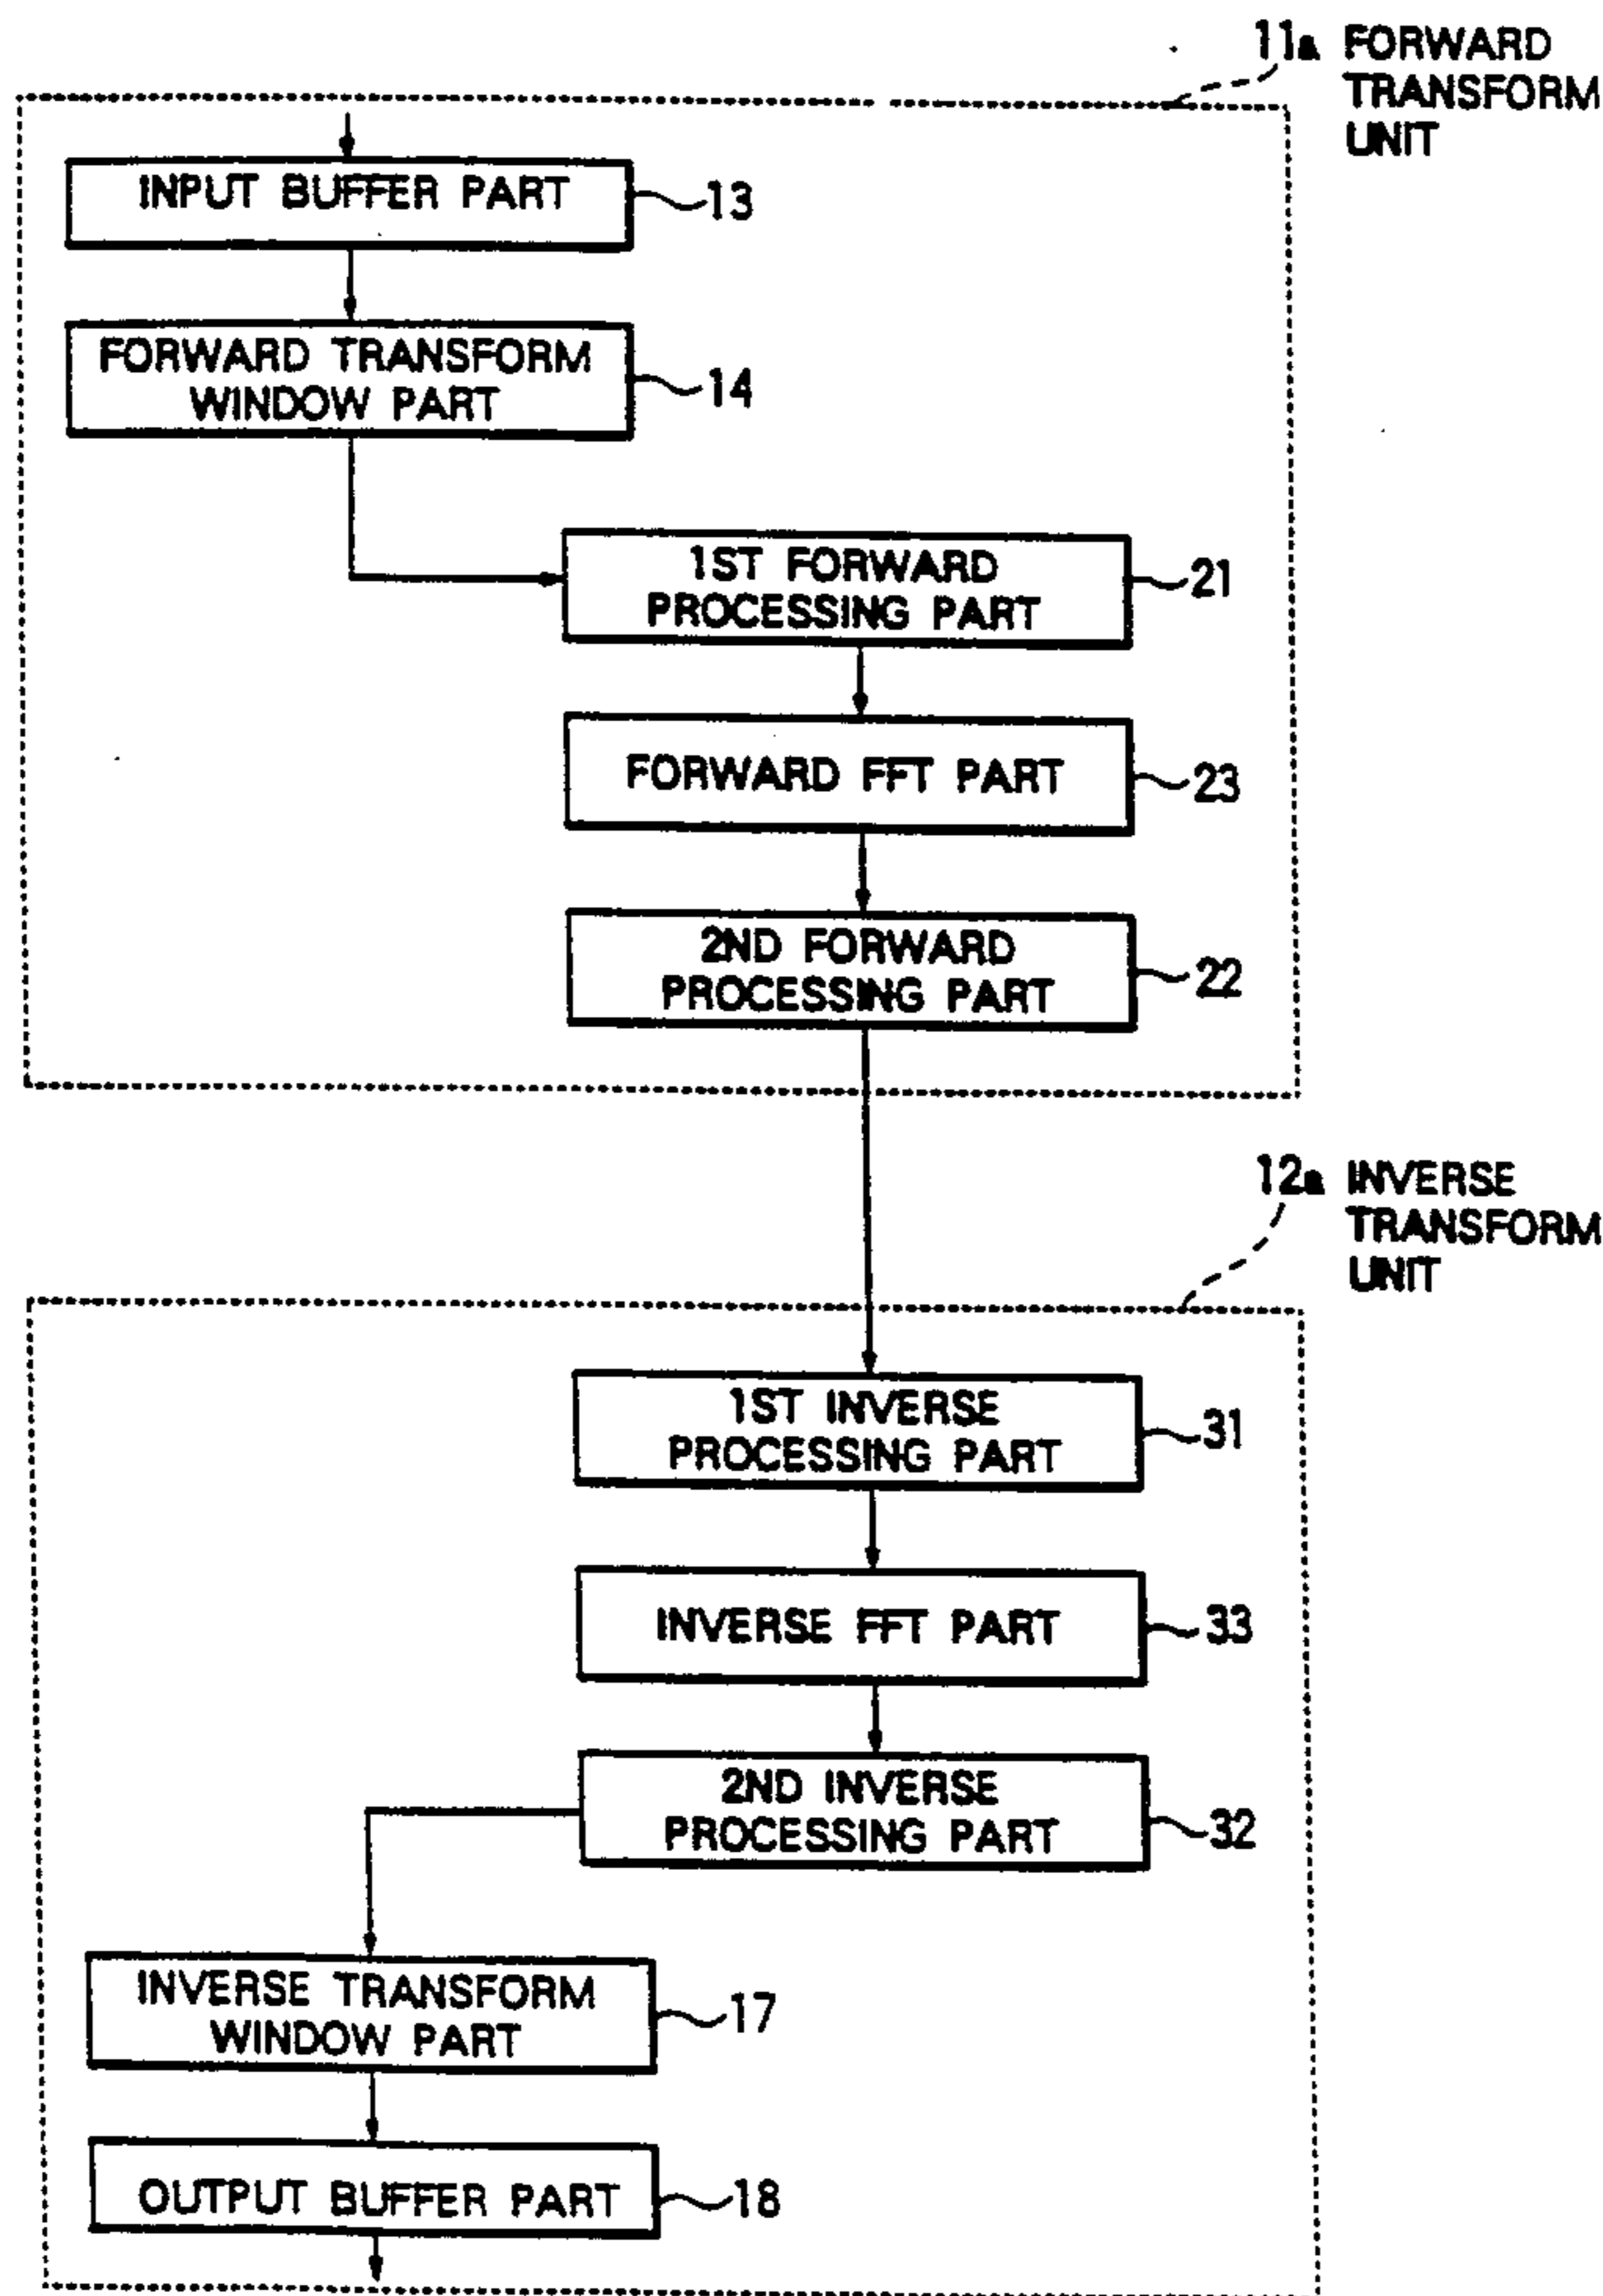 11a FORWARD
TRANSFORM
UNIT
INPUT BUFFER PART
13
FORWARD TRANSFORM
WINDOW PART
14
1ST FORWARD
PROCESSING PART
21
FORWARD FFT PART
23
2ND FORWARD
PROCESSING PART
22
12a INVERSE
TRANSFORM
UNIT
1ST INVERSE
PROCESSING PART
31
INVERSE FFT PART
33
2ND INVERSE
PROCESSING PART
32
INVERSE TRANSFORM
WINDOW PART
17
OUTPUT BUFFER PART
18